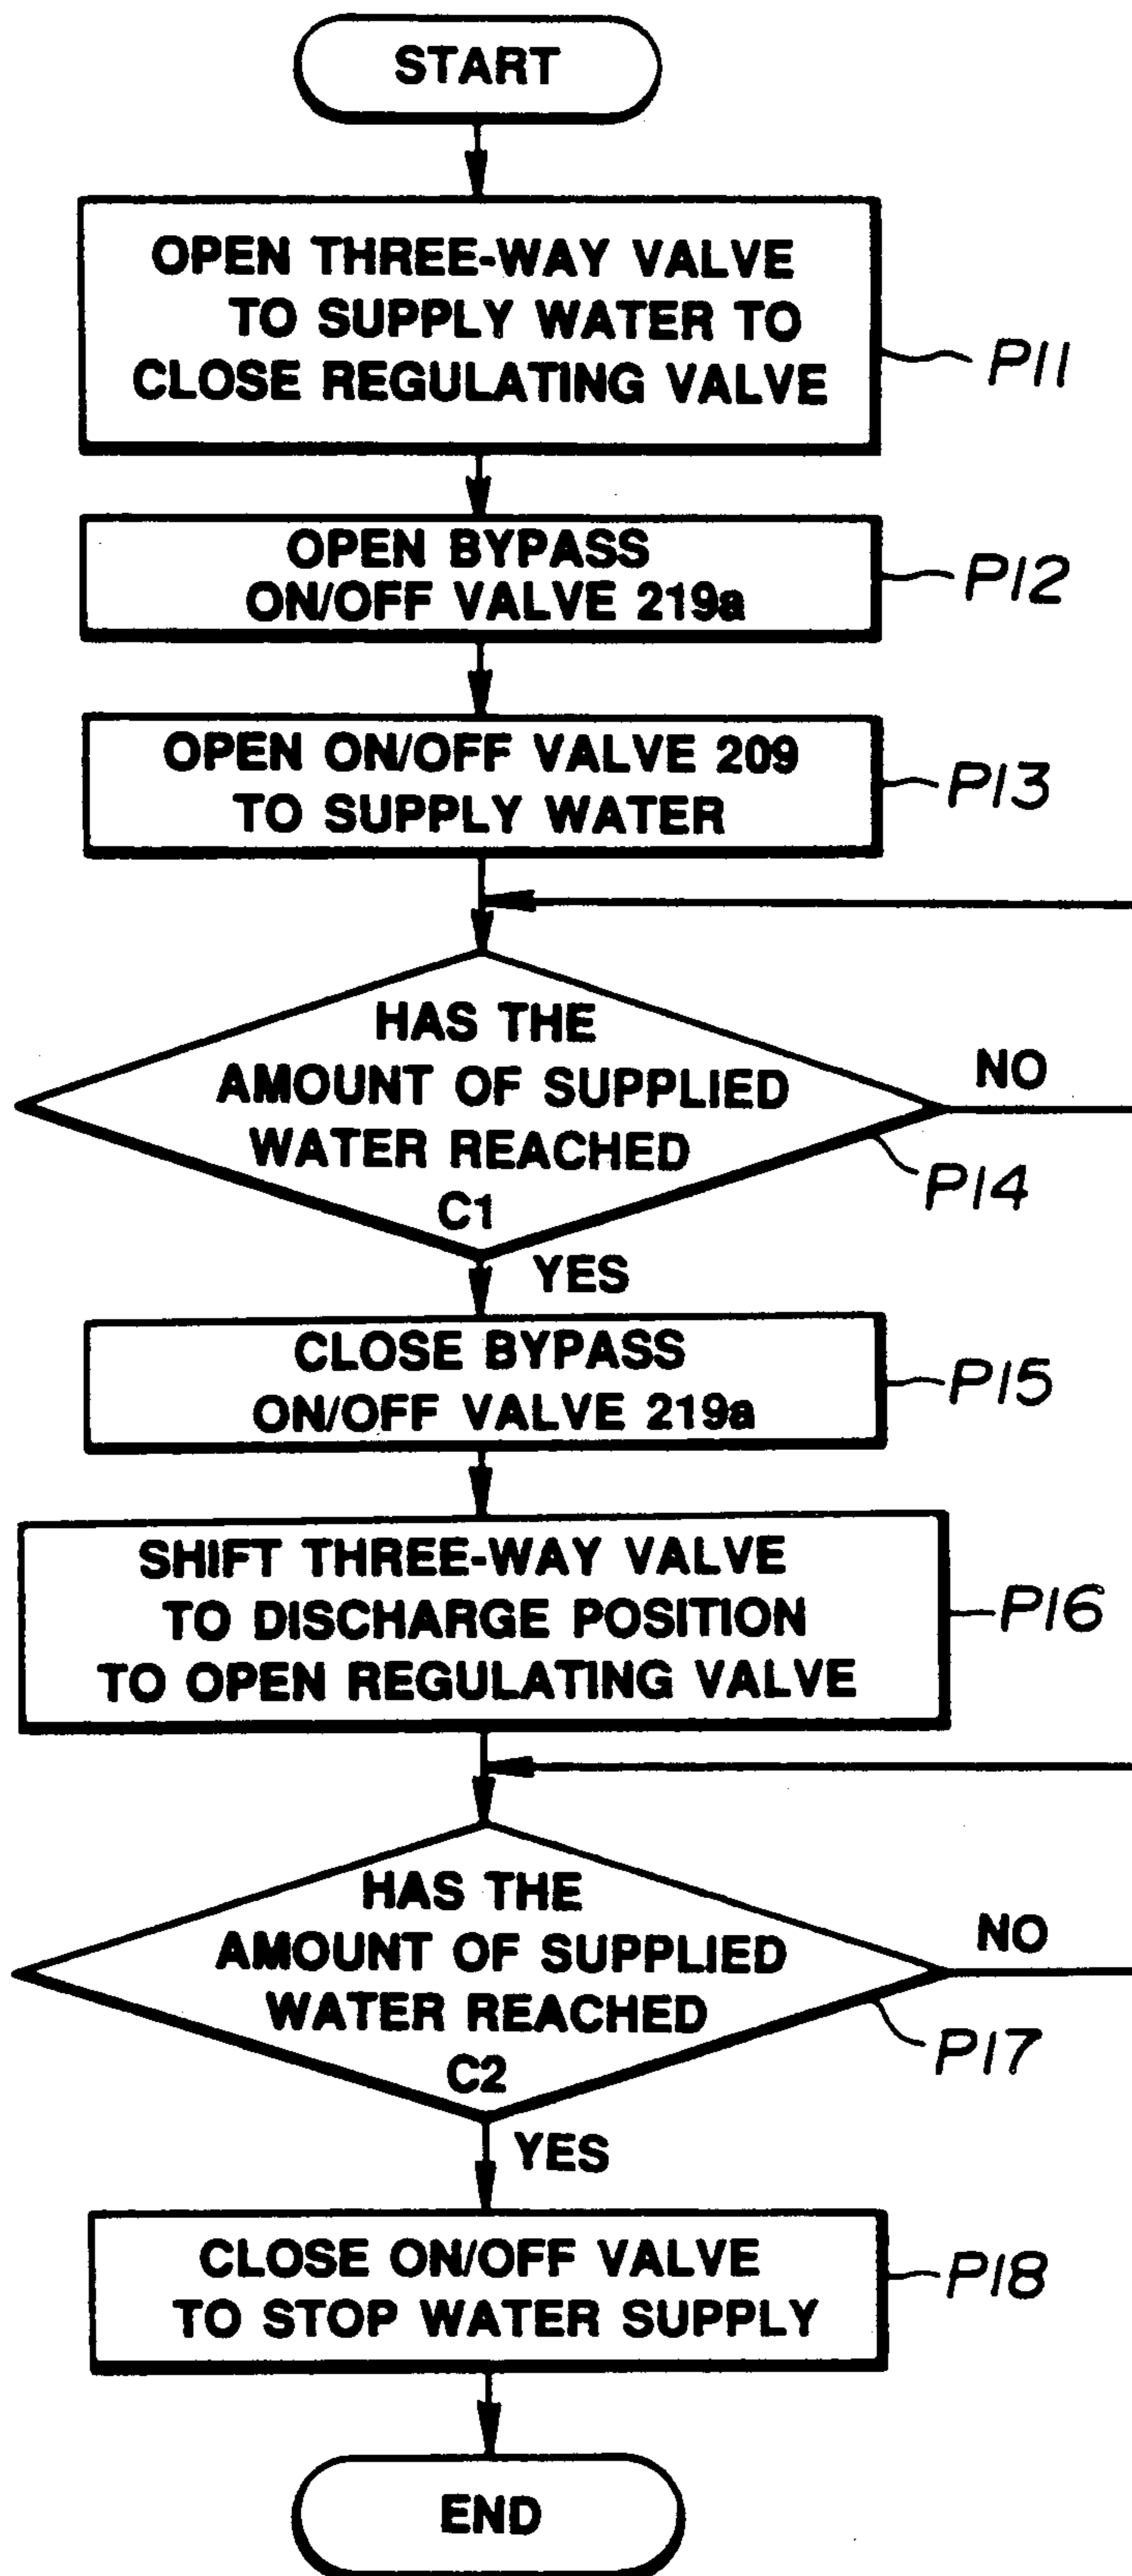 START
OPEN THREE-WAY VALVE
TO SUPPLY WATER TO
CLOSE REGULATING VALVE
P11
OPEN BYPASS
ON/OFF VALVE 219a
P12
OPEN ON/OFF VALVE 209
TO SUPPLY WATER
P13
HAS THE
AMOUNT OF SUPPLIED
WATER REACHED
C1
NO
P14
YES
CLOSE BYPASS
ON/OFF VALVE 219a
P15
SHIFT THREE-WAY VALVE
TO DISCHARGE POSITION
TO OPEN REGULATING VALVE
P16
HAS THE
AMOUNT OF SUPPLIED
WATER REACHED
C2
NO
P17
YES
CLOSE ON/OFF VALVE
TO STOP WATER SUPPLY
P18
END